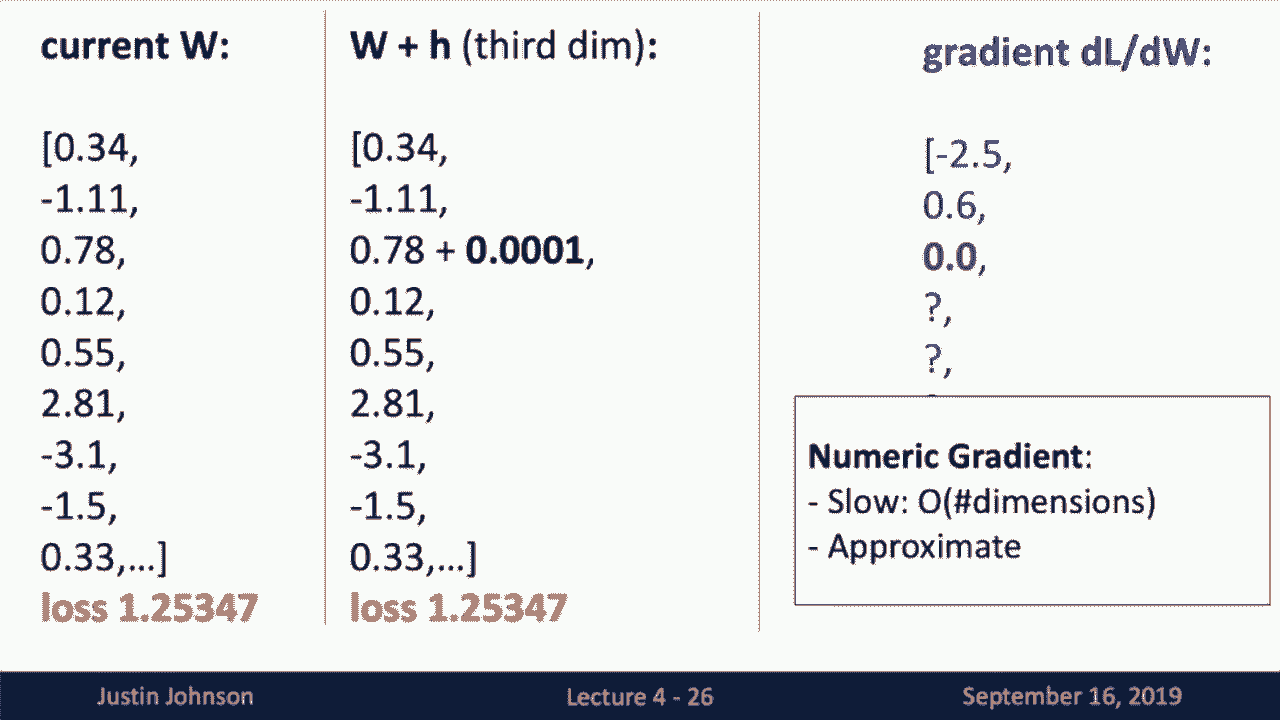 current W:
[0.34,
-1.11,
0.78,
0.12,
0.55,
2.81,
-3.1,
-1.5,
0.33,...]
loss 1.25347
W + h (third dim):
[0.34,
-1.11,
0.78 + 0.0001,
0.12,
0.55,
2.81,
-3.1,
-1.5,
0.33,...]
loss 1.25347
gradient dL/dW:
[-2.5,
0.6,
0.0,
?,
?,
Numeric Gradient:
- Slow: O(#dimensions)
- Approximate
Justin Johnson
Lecture 4 - 26
September 16, 2019